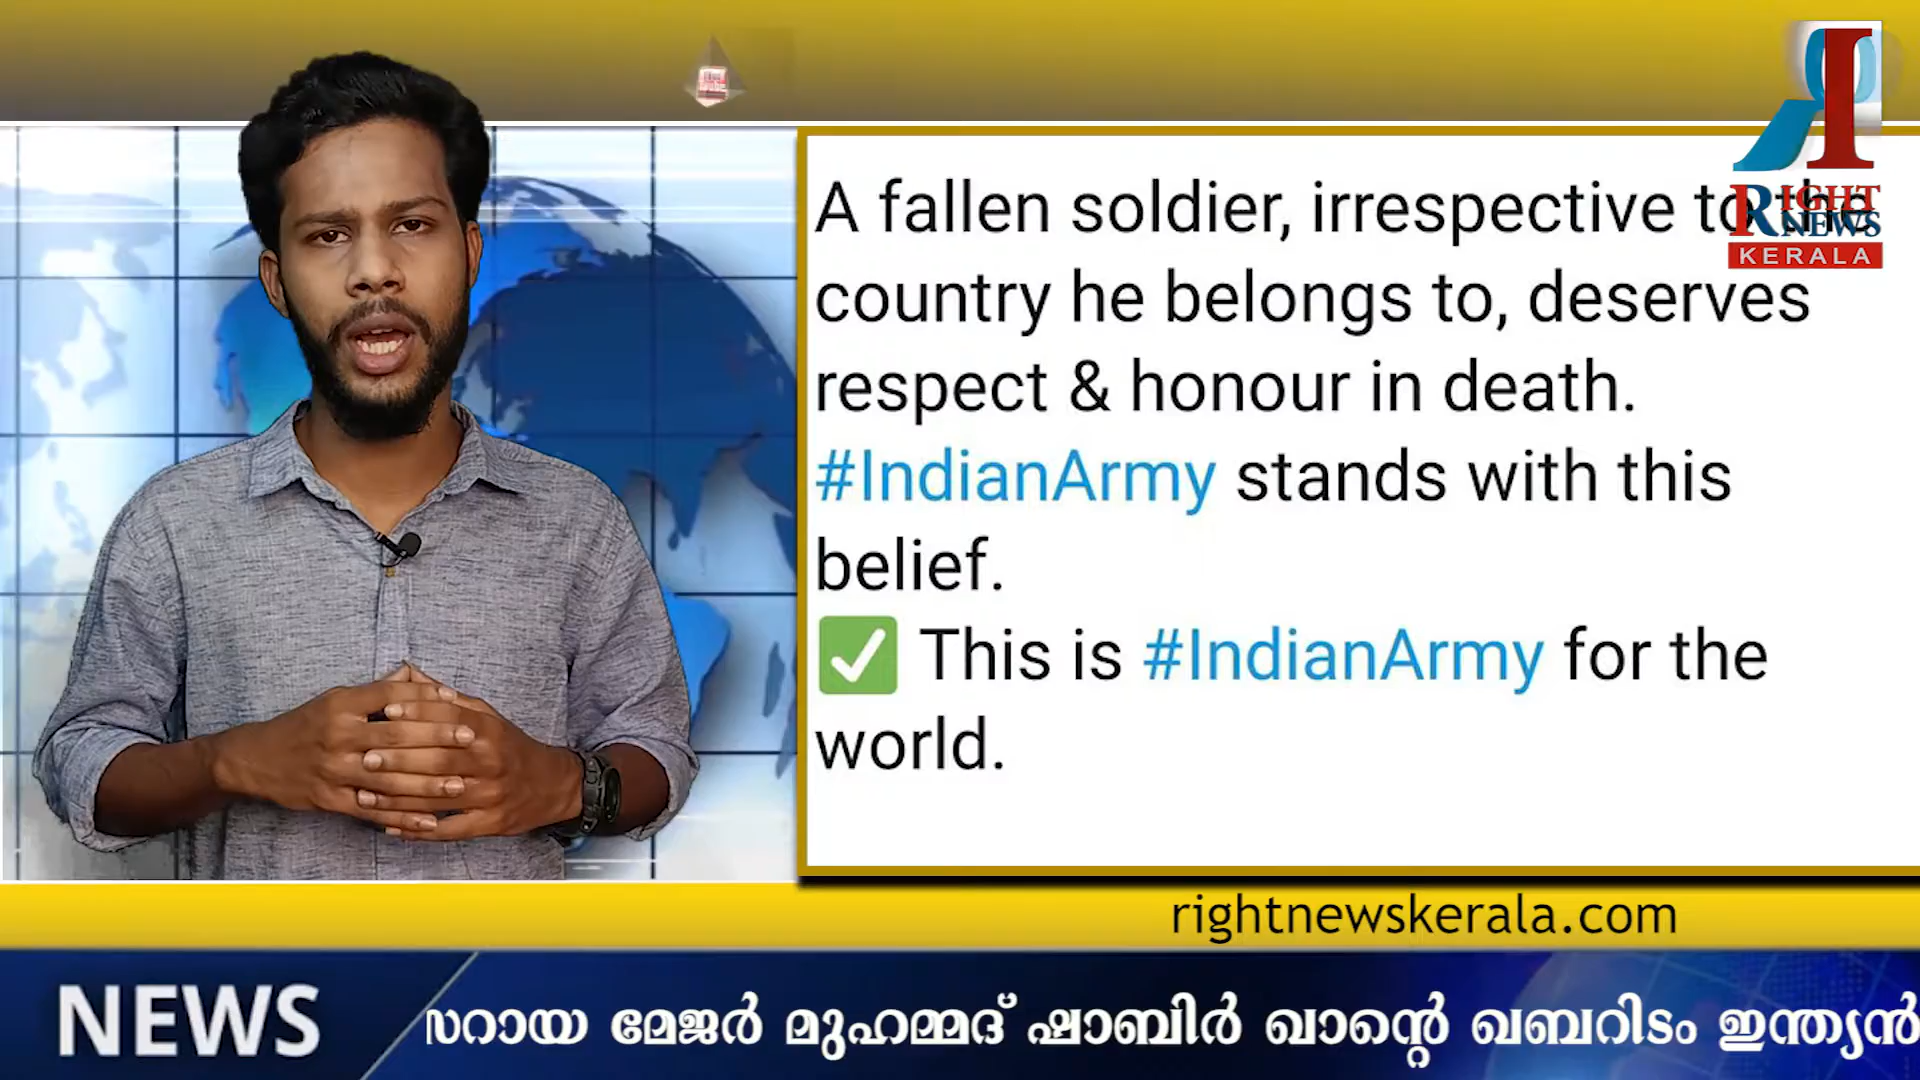 A fallen soldier, irrespective to the
country he belongs to, deserves
respect & honour in death.
#IndianArmy stands with this
belief.
✅ This is #IndianArmy for the
world.
RIGHT
NEWS
KERALA
rightnewskerala.com
NEWS
സറായ മേജർ മുഹമ്മദ് ഷാബിർ ഖാന്റെ ഖബറിടം ഇന്ത്യൻ